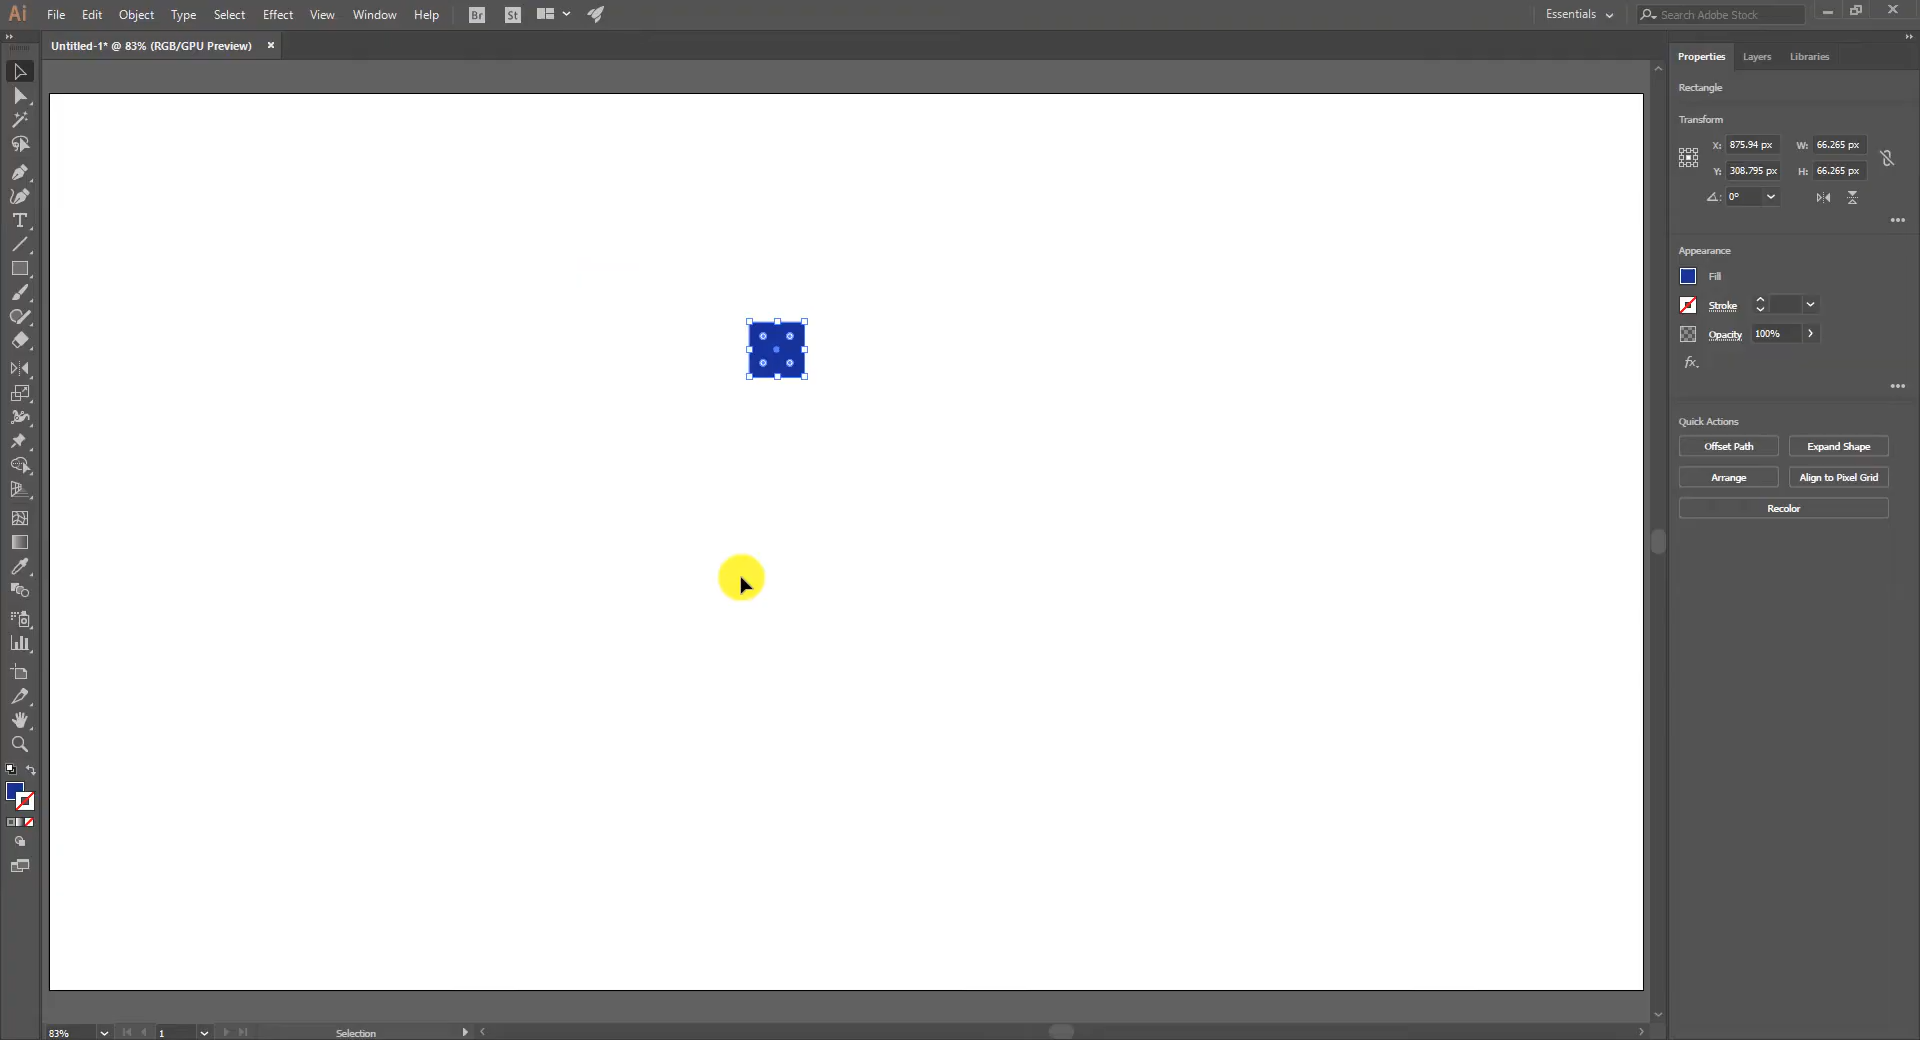 Ai File Edit Object Type Select Effect View Window Help Br St Essentials Search Adobe Stock
Untitled-1* @ 83% (RGB/GPU Preview)
Properties Layers Libraries
Rectangle
Transform
X: 875.94 px W: 66.265 px
Y: 308.795 px H: 66.265 px
0°
Appearance
Fill
Stroke
Opacity 100%
fx.
Quick Actions
Offset Path Expand Shape
Arrange Align to Pixel Grid
Recolor
83% 1 Selection